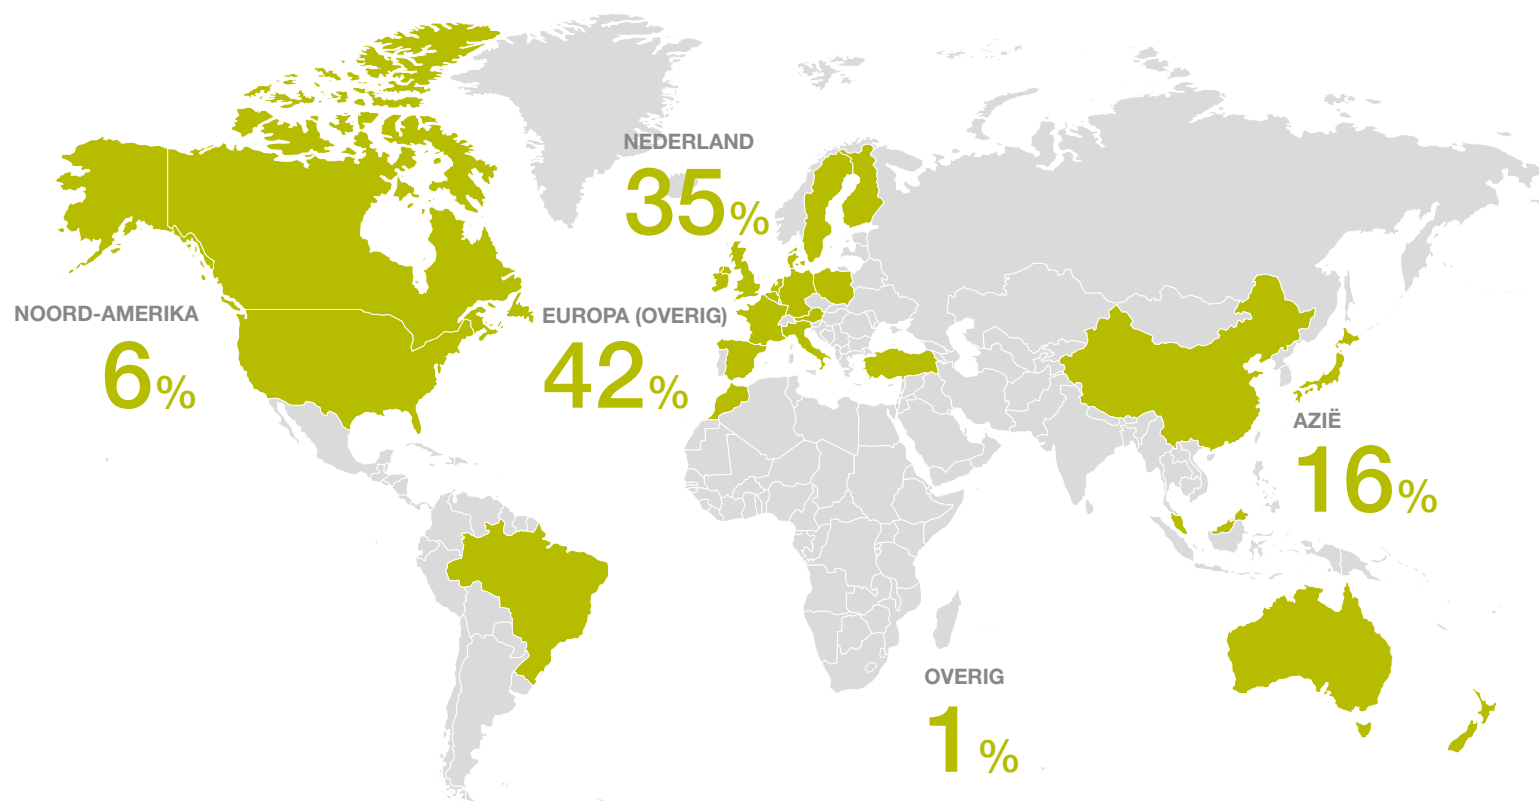 NEDERLAND
35%
NOORD-AMERIKA
6%
EUROPA (OVERIG)
42%
AZIË
16%
OVERIG
1%